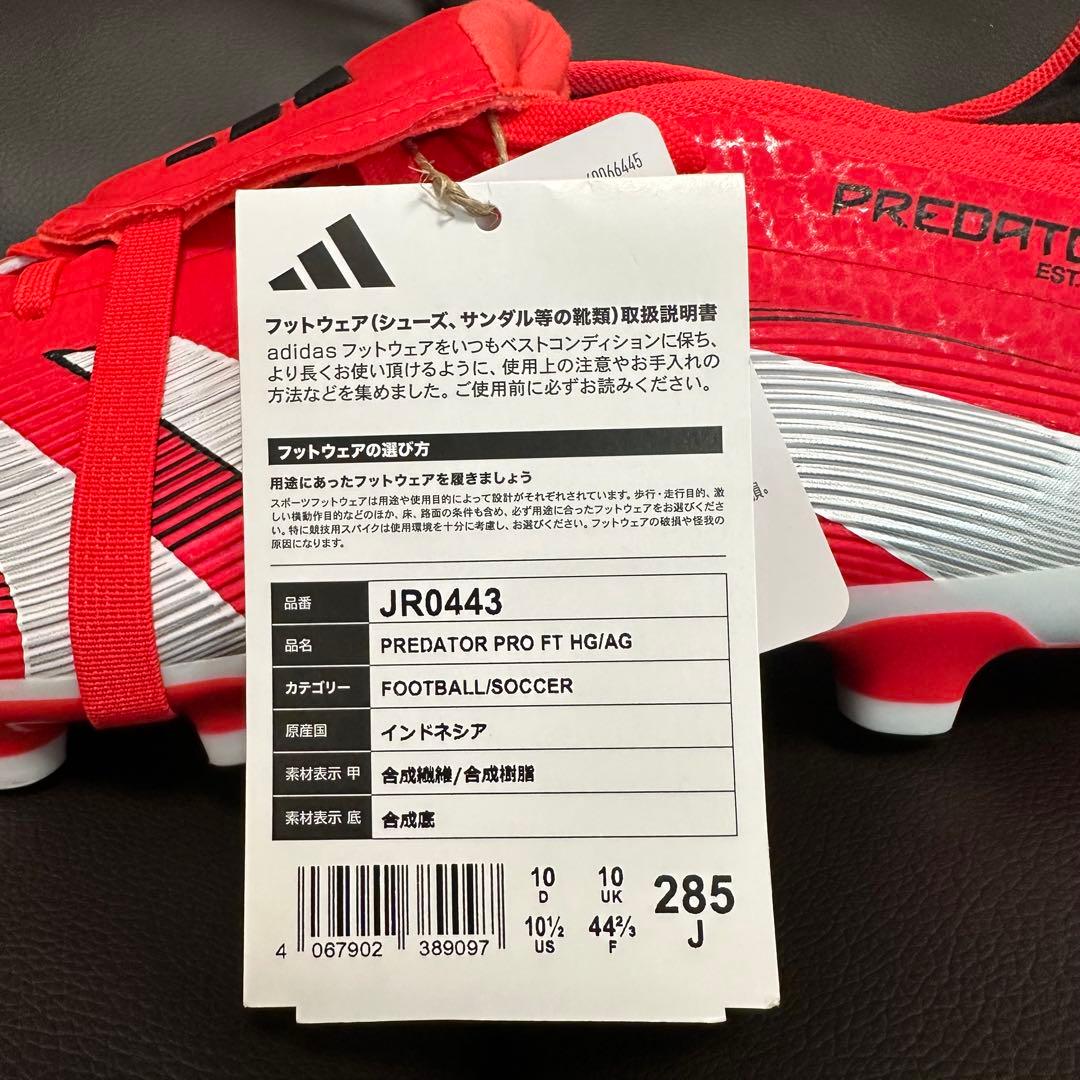 40066445
PREDATO
EST.
フットウェア(シューズ、サンダル等の靴類)取扱説明書
adidas フットウェアをいつもベストコンディションに保ち、
より長くお使い頂けるように、使用上の注意やお手入れの
方法などを集めました。ご使用前に必ずお読みください。
フットウェアの選び方
用途にあったフットウェアを履きましょう
スポーツフットウェアは用途や使用目的によって設計がそれぞれされています。歩行・走行目的、激
しい横動作目的などのほか、床、路面の条件も含め、必ず用途に合ったフットウェアをお選びくださ
い。特に競技用スパイクは使用環境を十分に考慮し、お選びください。フットウェアの破損や怪我の
原因になります。
品番 JR0443
品名 PREDATOR PRO FT HG/AG
カテゴリー FOOTBALL/SOCCER
原産国 インドネシア
素材表示 甲 合成繊維/合成樹脂
素材表示 底 合成底
10 D 10 UK 285 J
10½ US 44⅔ F
4 067902 389097